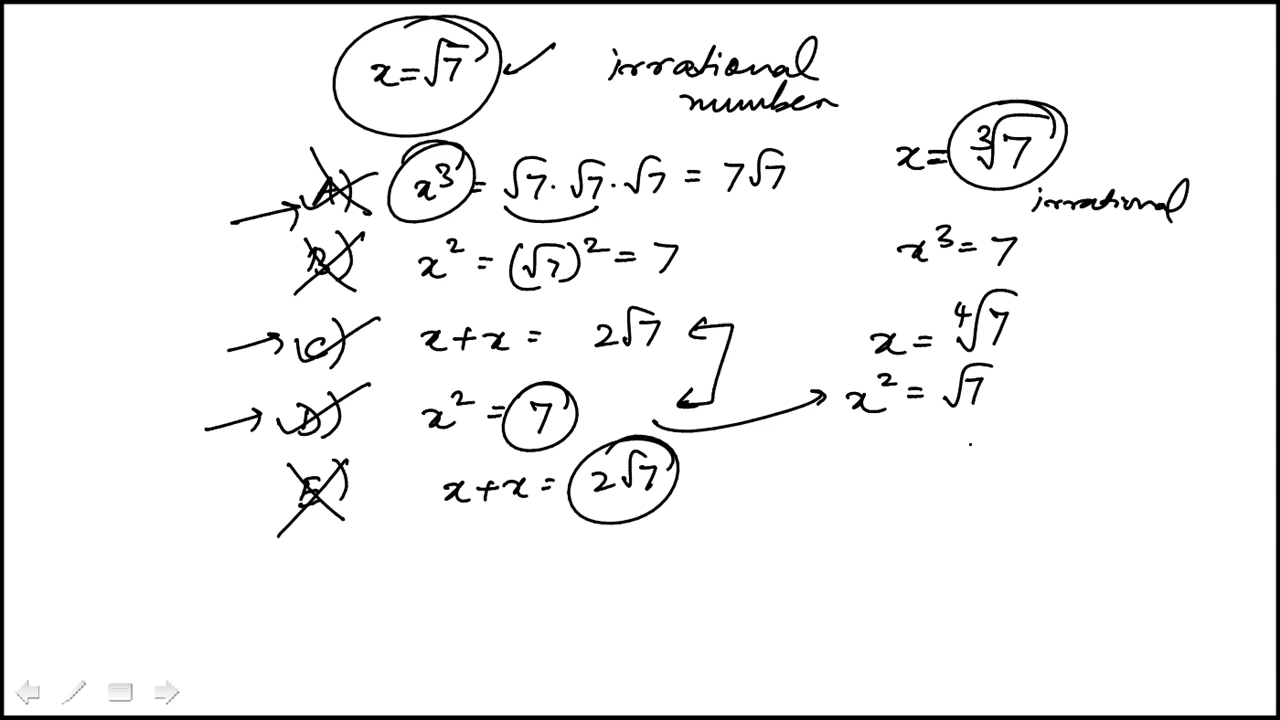 x = √7 ✓ irrational number
A) x³ = √7 · √7 · √7 = 7√7
B) x² = (√7)² = 7
C) x + x = 2√7
D) x² = 7
E) x + x = 2√7
x = ∛7
irrational
x³ = 7
x = ∜7
x² = √7